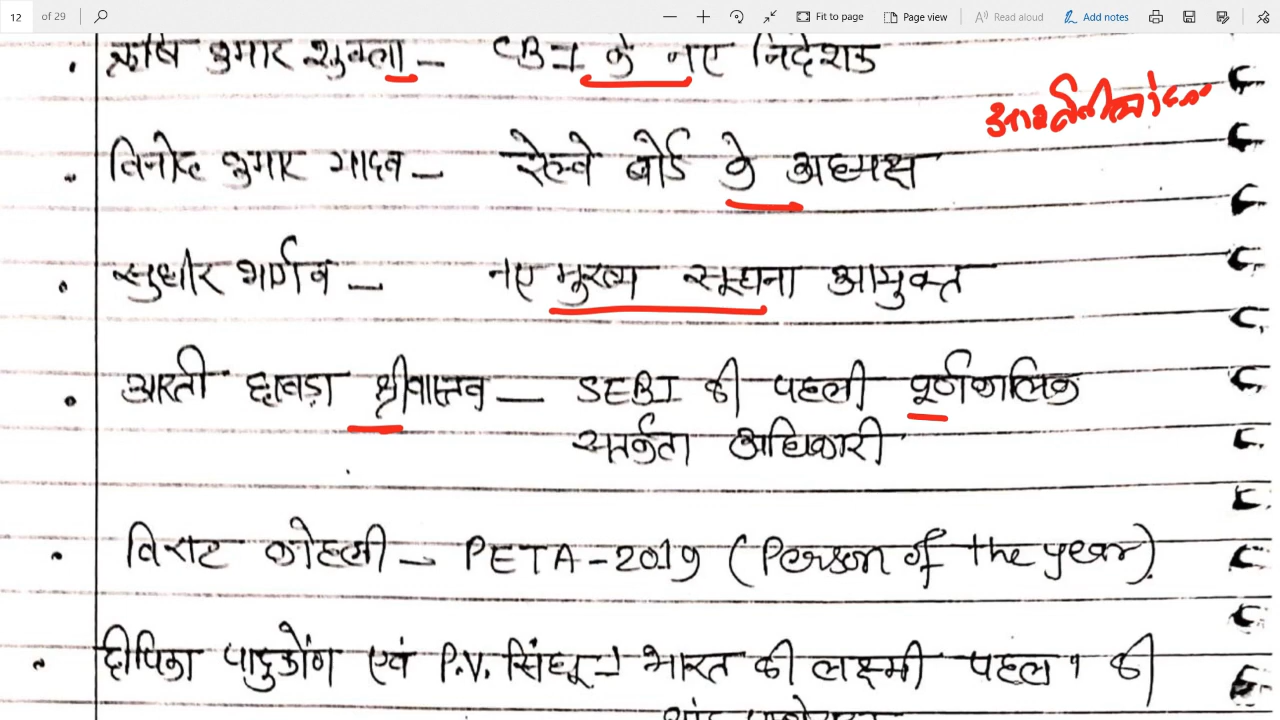 12 of 29 Fit to page Page view Read aloud Add notes
ऋषि कुमार शुक्ला – CBI के नए निदेशक
विनोद कुमार यादव – रेल्वे बोर्ड के अध्यक्ष
सुधीर भार्गव – नए मुख्य सूचना आयुक्त
आरती छाबड़ा श्रीवास्तव – SEBI की पहली पूर्णकालिक
सतर्कता अधिकारी
विराट कोहली – PETA-2019 (Person of the year).
दीपिका पादुकोण एवं P.V. सिंधू – भारत की लक्ष्मी पहल की